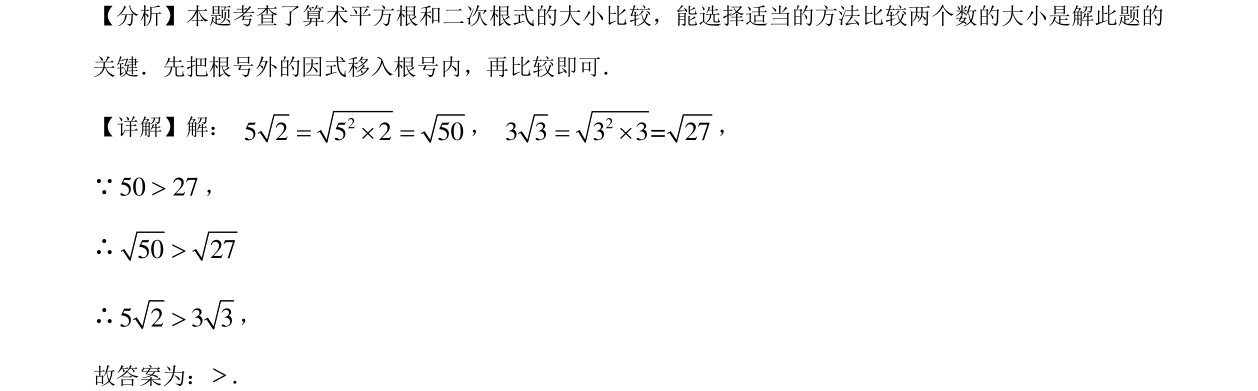 【分析】本题考查了算术平方根和二次根式的大小比较，能选择适当的方法比较两个数的大小是解此题的
关键．先把根号外的因式移入根号内，再比较即可．
【详解】解： 5√2 = √(5²×2) = √50， 3√3 = √(3²×3)=√27，
∵50 > 27，
∴√50 > √27
∴5√2 > 3√3，
故答案为：>．